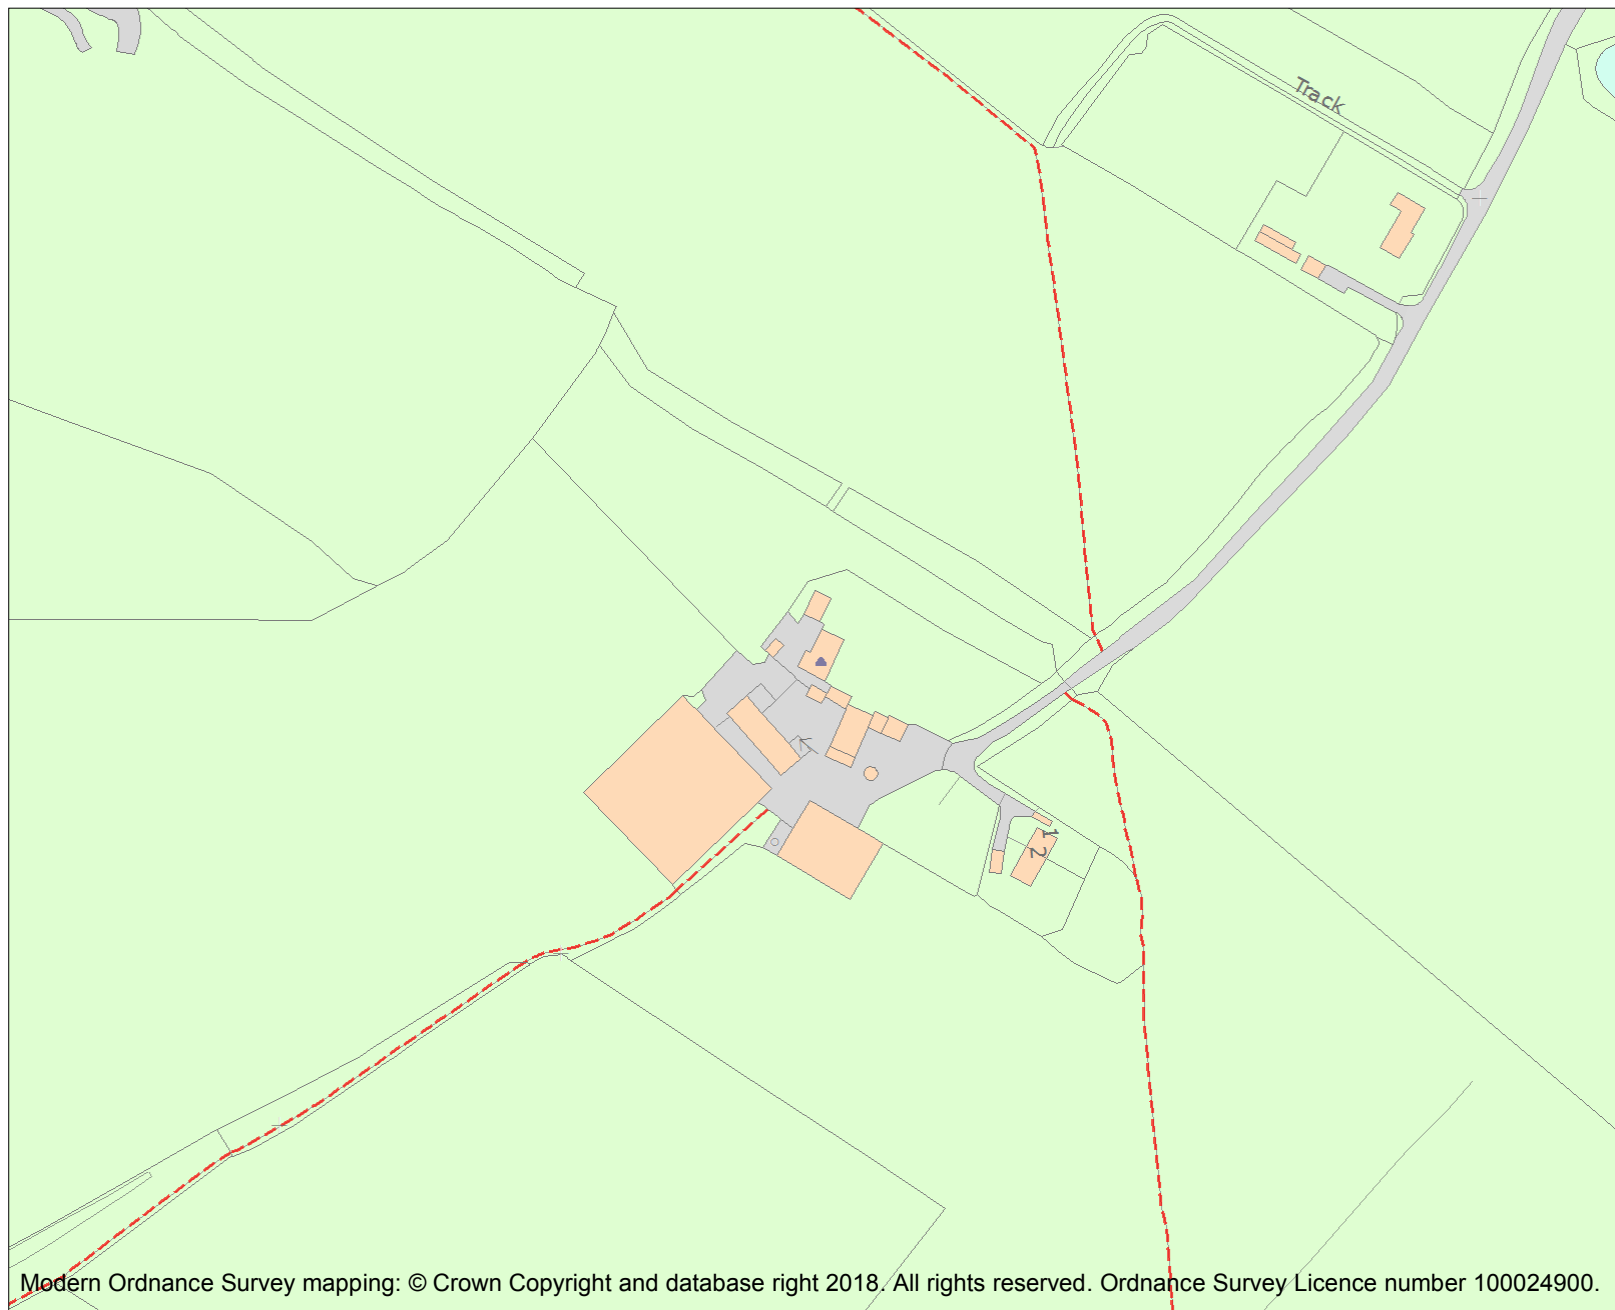 Track
1
2
Modern Ordnance Survey mapping: © Crown Copyright and database right 2018. All rights reserved. Ordnance Survey Licence number 100024900.